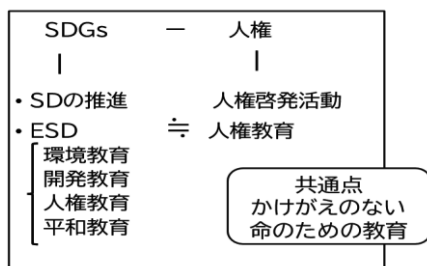 SDGs － 人権
・SDの推進 人権啓発活動
・ESD ≒ 人権教育
環境教育
開発教育
人権教育
平和教育
共通点
かけがえのない
命のための教育